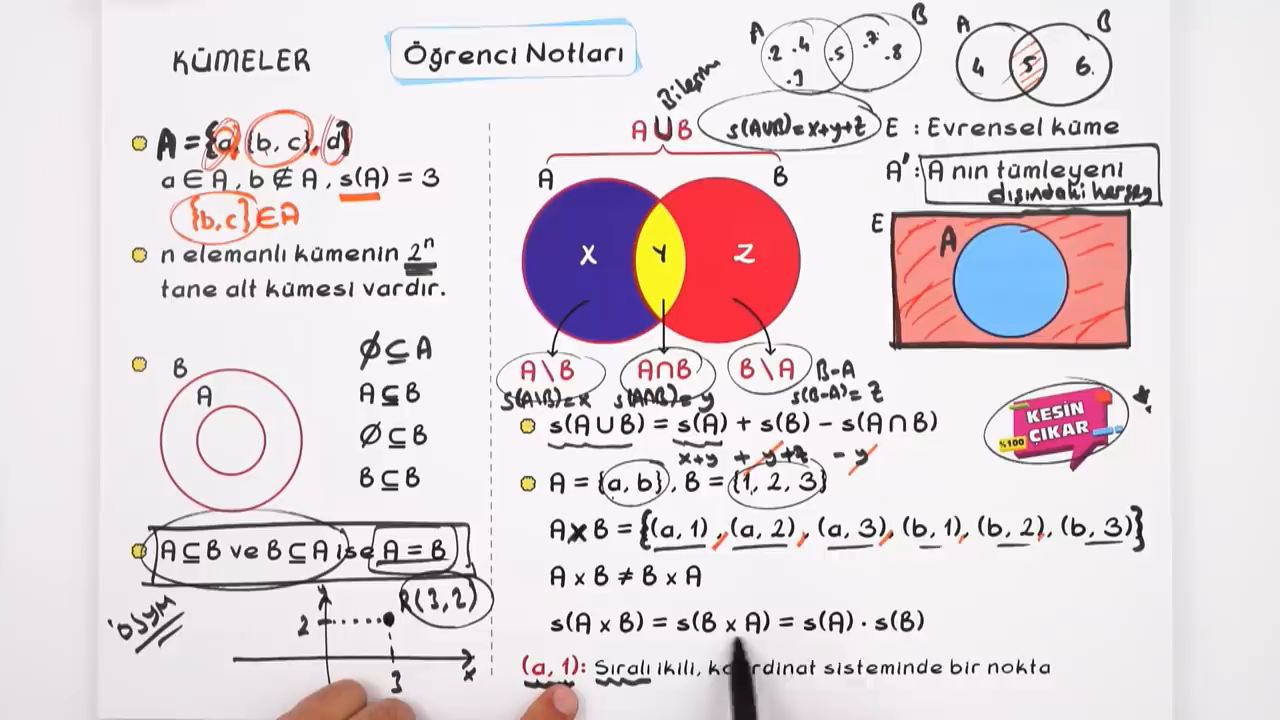 KÜMELER
Öğrenci Notları
A = {a, {b, c}, d}
a ∈ A, b ∉ A, s(A) = 3
{b,c} ∈ A
n elemanlı kümenin 2ⁿ
tane alt kümesi vardır.
B
A
∅ ⊆ A
A ⊆ B
∅ ⊆ B
B ⊆ B
A ⊆ B ve B ⊆ A ise A = B
ÖSYM
y
R(3,2)
2
3
x
Bileşim
A ∪ B
s(A∪B) = x+y+z
A
B
X
Y
Z
A \ B
A ∩ B
B \ A
B-A
s(A\B) = x
s(A∩B) = y
s(B-A) = z
s(A ∪ B) = s(A) + s(B) - s(A ∩ B)
x+y + y+z - y
A = {a, b}, B = {1, 2, 3}
A x B = {(a, 1), (a, 2), (a, 3), (b, 1), (b, 2), (b, 3)}
A x B ≠ B x A
s(A x B) = s(B x A) = s(A) . s(B)
(a, 1): Sıralı ikili, koordinat sisteminde bir nokta
A
B
.2 .4
.5
.7
.8
A
B
4
5
6.
E : Evrensel küme
A' : A nın tümleyeni
dışındaki herşey
E
A
KESİN
ÇIKAR
%100